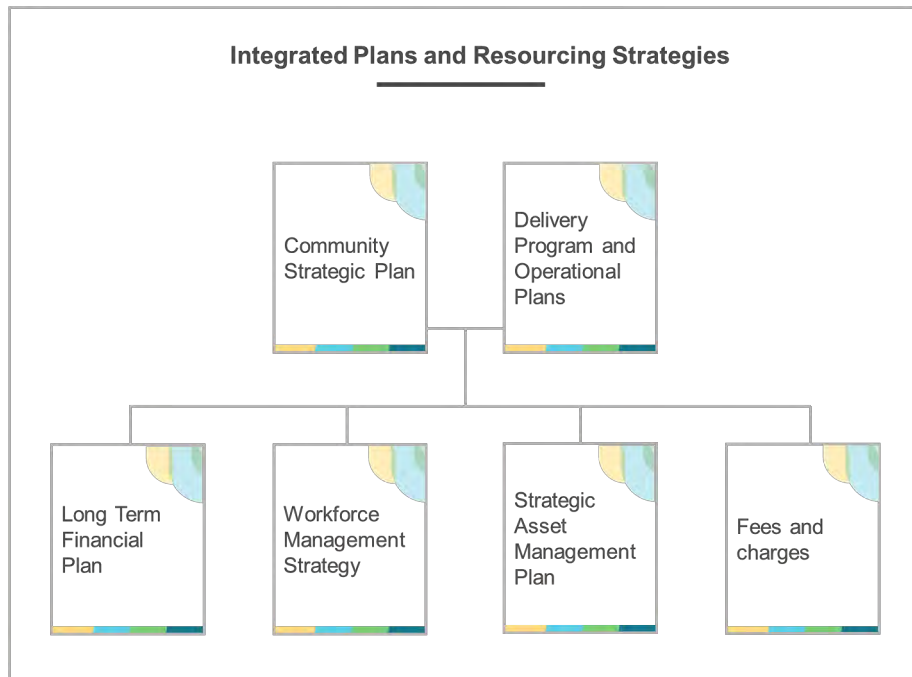 Integrated Plans and Resourcing Strategies
Community
Strategic Plan
Delivery
Program and
Operational
Plans
Long Term
Financial
Plan
Workforce
Management
Strategy
Strategic
Asset
Management
Plan
Fees and
charges